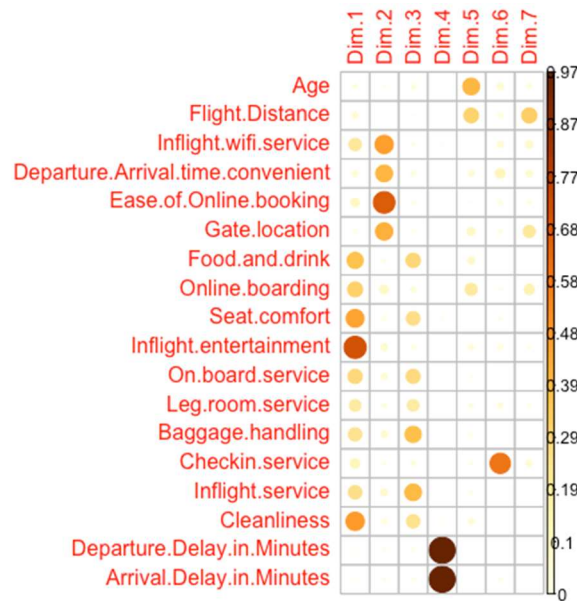 Dim.1 Dim.2 Dim.3 Dim.4 Dim.5 Dim.6 Dim.7
Age
Flight.Distance
Inflight.wifi.service
Departure.Arrival.time.convenient
Ease.of.Online.booking
Gate.location
Food.and.drink
Online.boarding
Seat.comfort
Inflight.entertainment
On.board.service
Leg.room.service
Baggage.handling
Checkin.service
Inflight.service
Cleanliness
Departure.Delay.in.Minutes
Arrival.Delay.in.Minutes
0.97
0.87
0.77
0.68
0.58
0.48
0.39
0.29
0.19
0.1
0